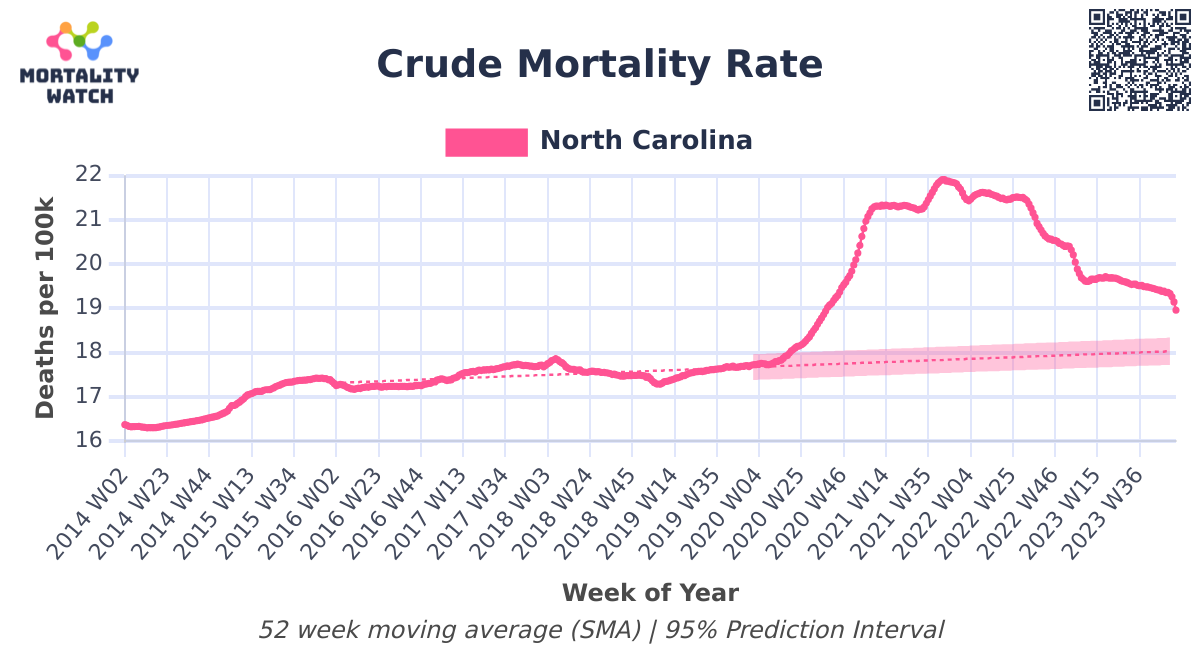 MORTALITY
WATCH
Crude Mortality Rate
North Carolina
Deaths per 100k
22
21
20
19
18
17
16
2014 W02
2014 W23
2014 W44
2015 W13
2015 W34
2016 W02
2016 W23
2016 W44
2017 W13
2017 W34
2018 W03
2018 W24
2018 W45
2019 W14
2019 W35
2020 W04
2020 W25
2020 W46
2021 W14
2021 W35
2022 W04
2022 W25
2022 W46
2023 W15
2023 W36
Week of Year
52 week moving average (SMA) | 95% Prediction Interval